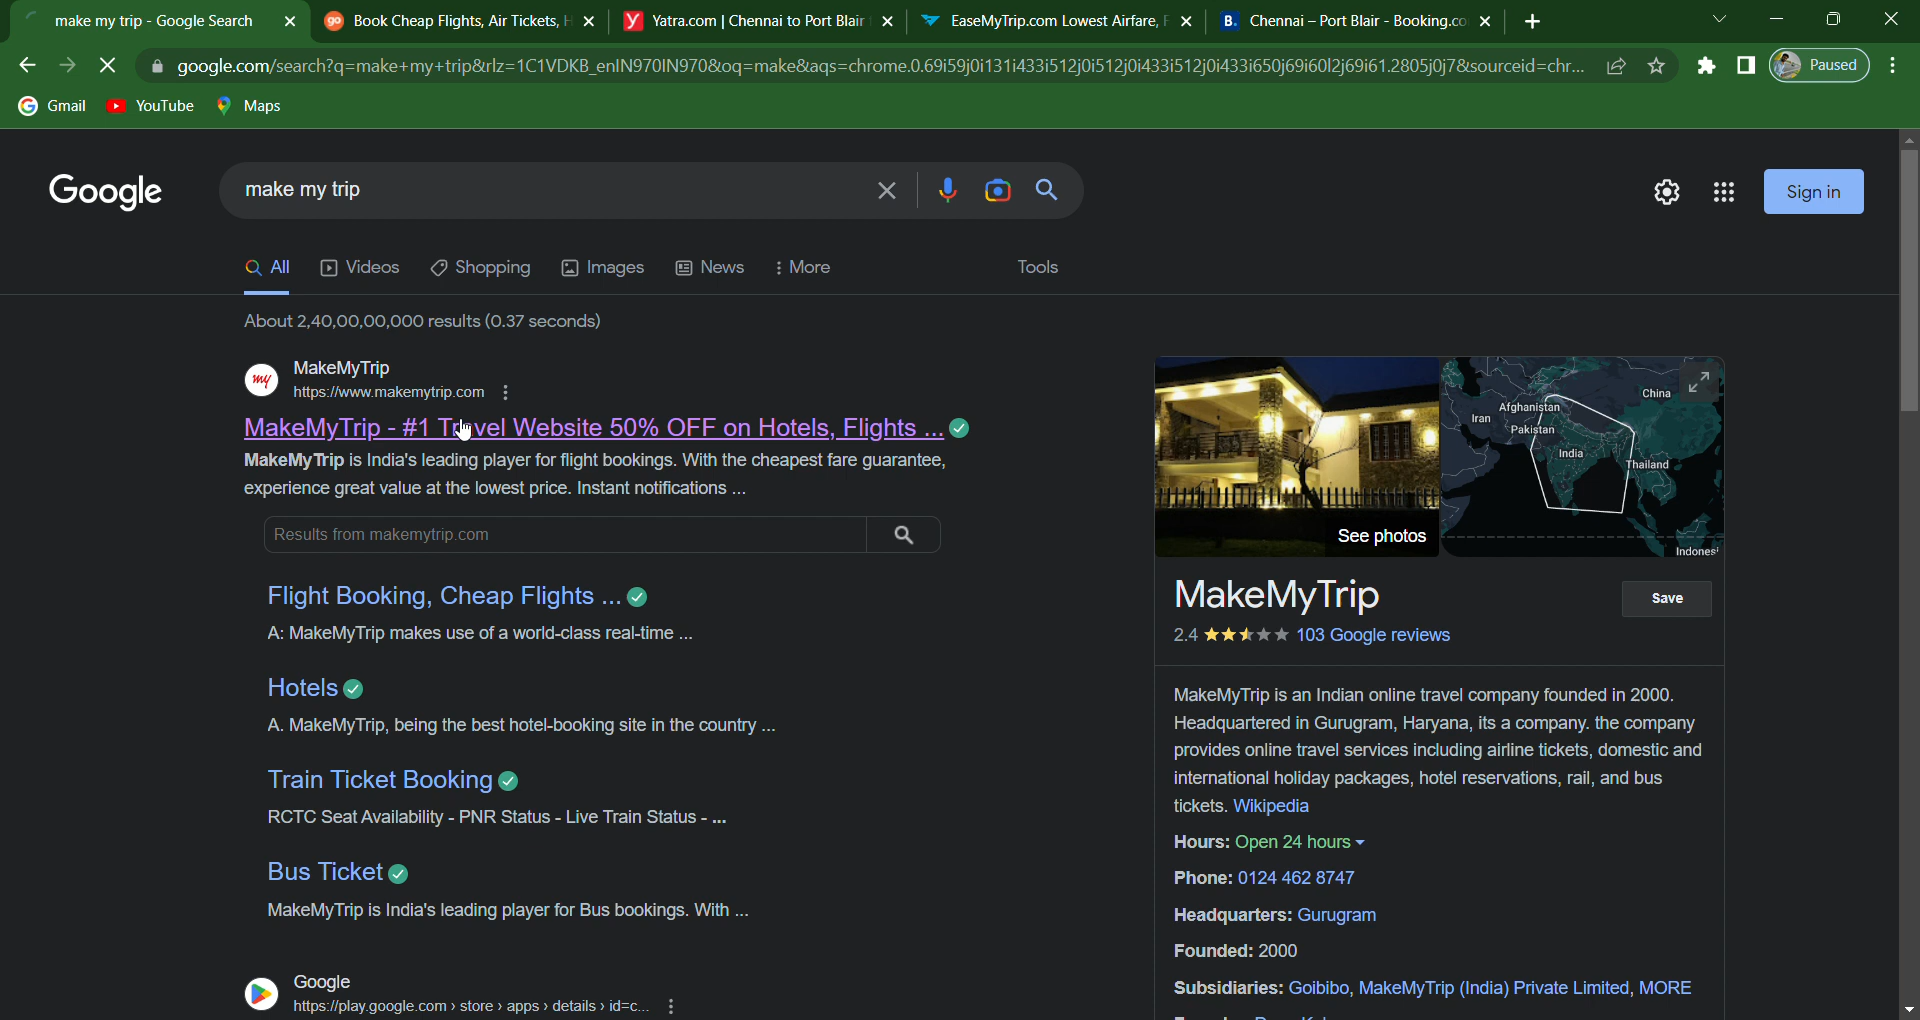 make my trip - Google Search
Book Cheap Flights, Air Tickets, H
Yatra.com | Chennai to Port Blair
EaseMyTrip.com Lowest Airfare, F
Chennai – Port Blair - Booking.co
google.com/search?q=make+my+trip&rlz=1C1VDKB_enIN970IN970&oq=make&aqs=chrome.0.69i59j0i131i433i512j0i512j0i433i512j0i433i650j69i60l2j69i61.2805j0j7&sourceid=chr...
Paused
Gmail
YouTube
Maps
Google
make my trip
Sign in
All
Videos
Shopping
Images
News
More
Tools
About 2,40,00,00,000 results (0.37 seconds)
my
MakeMyTrip
https://www.makemytrip.com
MakeMyTrip - #1 Travel Website 50% OFF on Hotels, Flights ...
MakeMyTrip is India's leading player for flight bookings. With the cheapest fare guarantee,
experience great value at the lowest price. Instant notifications ...
Results from makemytrip.com
Flight Booking, Cheap Flights ...
A: MakeMyTrip makes use of a world-class real-time ...
Hotels
A. MakeMyTrip, being the best hotel-booking site in the country ...
Train Ticket Booking
RCTC Seat Availability - PNR Status - Live Train Status - ...
Bus Ticket
MakeMyTrip is India's leading player for Bus bookings. With ...
Google
https://play.google.com › store › apps › details › id=c...
See photos
China
Afghanistan
Iran
Pakistan
India
Thailand
Indonesi
MakeMyTrip
Save
2.4 103 Google reviews
MakeMyTrip is an Indian online travel company founded in 2000.
Headquartered in Gurugram, Haryana, its a company. the company
provides online travel services including airline tickets, domestic and
international holiday packages, hotel reservations, rail, and bus
tickets. Wikipedia
Hours: Open 24 hours
Phone: 0124 462 8747
Headquarters: Gurugram
Founded: 2000
Subsidiaries: Goibibo, MakeMyTrip (India) Private Limited, MORE